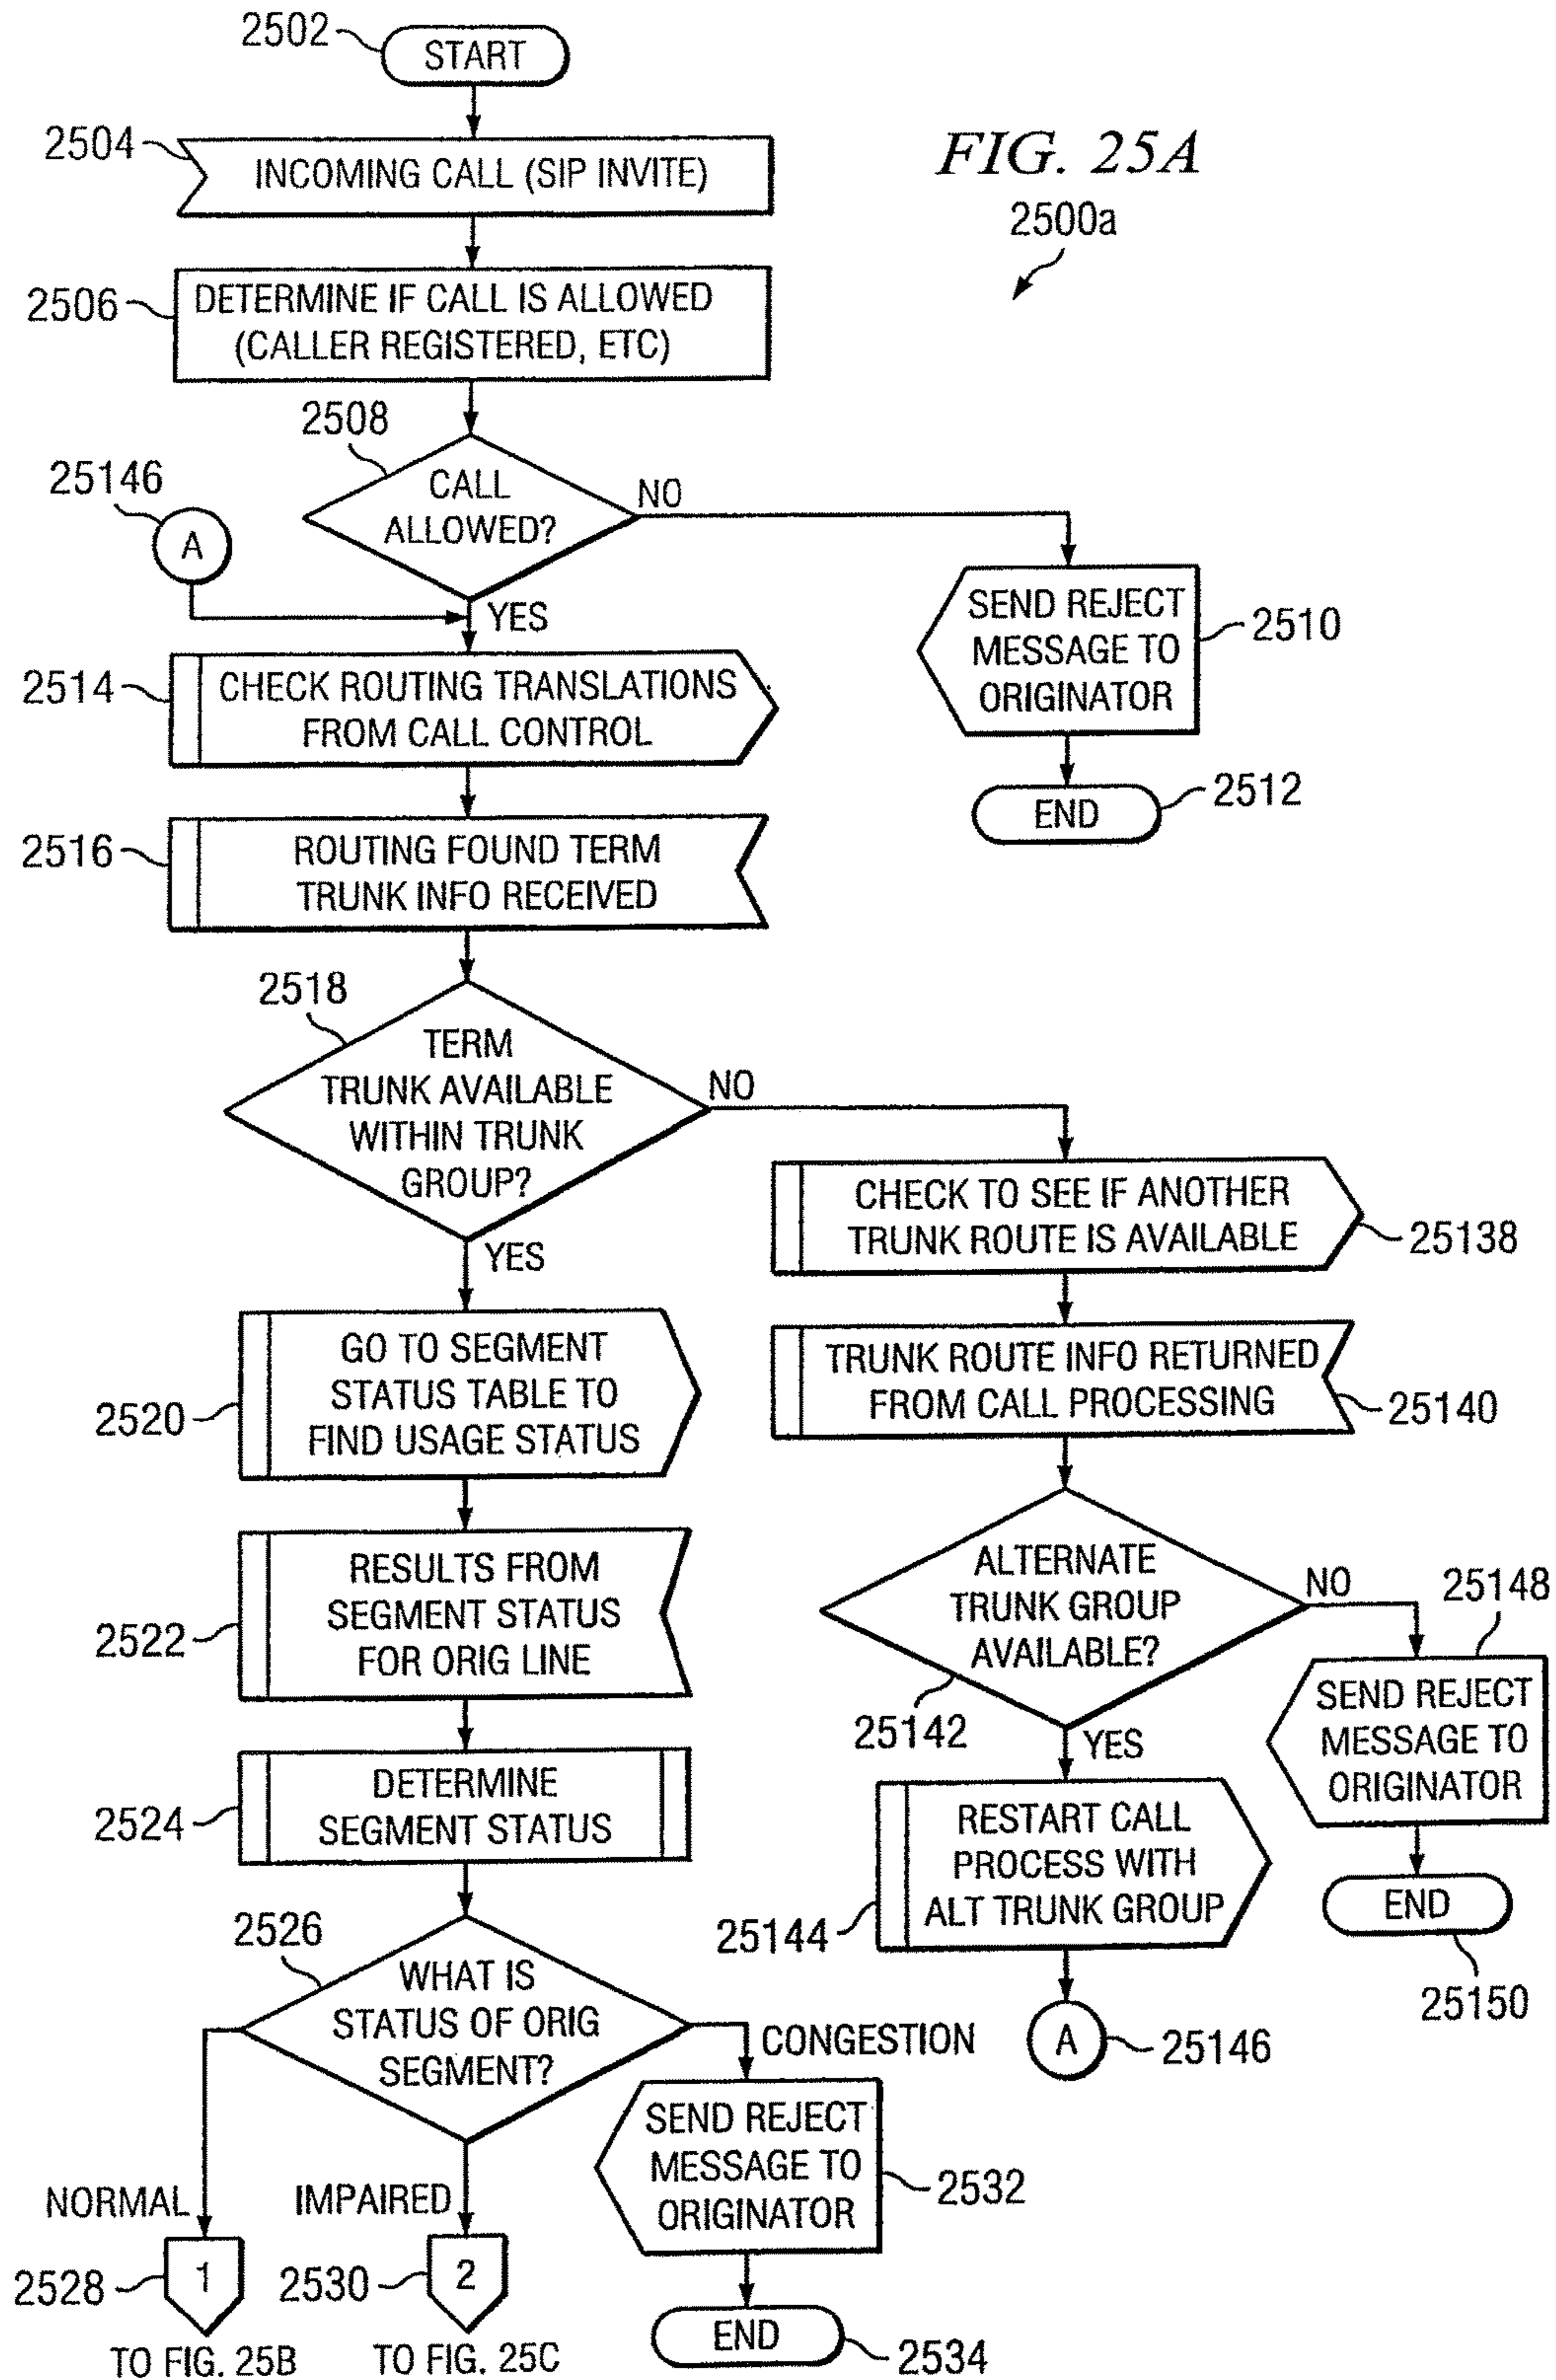 2502
START
FIG. 25A
2500a
2504
INCOMING CALL (SIP INVITE)
2506
DETERMINE IF CALL IS ALLOWED
(CALLER REGISTERED, ETC)
2508
CALL
ALLOWED?
NO
YES
25146
A
SEND REJECT
MESSAGE TO
ORIGINATOR
2510
END
2512
2514
CHECK ROUTING TRANSLATIONS
FROM CALL CONTROL
2516
ROUTING FOUND TERM
TRUNK INFO RECEIVED
2518
TERM
TRUNK AVAILABLE
WITHIN TRUNK
GROUP?
NO
YES
CHECK TO SEE IF ANOTHER
TRUNK ROUTE IS AVAILABLE
25138
TRUNK ROUTE INFO RETURNED
FROM CALL PROCESSING
25140
2520
GO TO SEGMENT
STATUS TABLE TO
FIND USAGE STATUS
2522
RESULTS FROM
SEGMENT STATUS
FOR ORIG LINE
ALTERNATE
TRUNK GROUP
AVAILABLE?
25142
NO
YES
25148
SEND REJECT
MESSAGE TO
ORIGINATOR
END
25150
2524
DETERMINE
SEGMENT STATUS
25144
RESTART CALL
PROCESS WITH
ALT TRUNK GROUP
A
25146
2526
WHAT IS
STATUS OF ORIG
SEGMENT?
CONGESTION
SEND REJECT
MESSAGE TO
ORIGINATOR
2532
END
2534
NORMAL
2528
1
TO FIG. 25B
IMPAIRED
2530
2
TO FIG. 25C